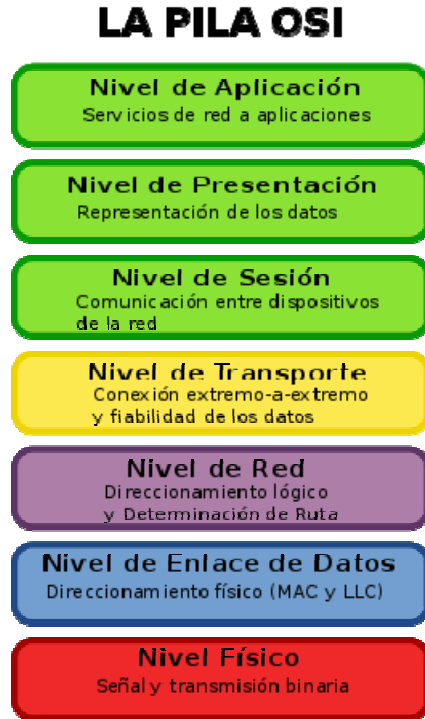 LA PILA OSI
Nivel de Aplicación
Servicios de red a aplicaciones
Nivel de Presentación
Representación de los datos
Nivel de Sesión
Comunicación entre dispositivos
de la red
Nivel de Transporte
Conexión extremo-a-extremo
y fiabilidad de los datos
Nivel de Red
Direccionamiento lógico
y Determinación de Ruta
Nivel de Enlace de Datos
Direccionamiento físico (MAC y LLC)
Nivel Físico
Señal y transmisión binaria